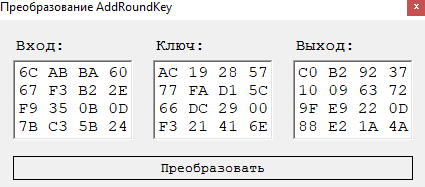 Преобразование AddRoundKey
Вход: Ключ: Выход:
6C AB BA 60 AC 19 28 57 C0 B2 92 37
67 F3 B2 2E 77 FA D1 5C 10 09 63 72
F9 35 0B 0D 66 DC 29 00 9F E9 22 0D
7B C3 5B 24 F3 21 41 6E 88 E2 1A 4A
Преобразовать